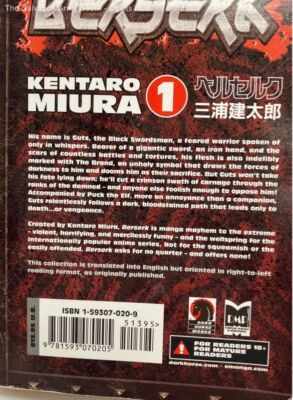 BERSERK
KENTARO
MIURA
1
ベルセルク
三浦建太郎
His name is Guts, the Black Swordsman, a feared warrior spoken of
only in whispers. Bearer of a gigantic sword, an iron hand, and the
scars of countless battles and tortures, his flesh is also indelibly
marked with The Brand, an unholy symbol that draws the forces of
darkness to him and dooms him as their sacrifice. But Guts won't take
his fate lying down; he'll cut a crimson swath of carnage through the
ranks of the damned - and anyone else foolish enough to oppose him!
Accompanied by Puck the Elf, more an annoyance than a companion,
Guts relentlessly follows a dark, bloodstained path that leads only to
death...or vengeance.
Created by Kentaro Miura, Berserk is manga mayhem to the extreme
- violent, horrifying, and mercilessly funny - and the wellspring for the
internationally popular anime series. Not for the squeamish or the
easily offended. Berserk asks for no quarter - and offers none!
This collection is translated into English but oriented in right-to-left
reading format, as originally published.
$13.95 U.S.
ISBN 1-59307-020-9
51395>
9 781593 070205
DARK
HORSE
MANGA
DMP
FOR READERS 18+
FOR MATURE
READERS
darkhorse.com - emanga.com